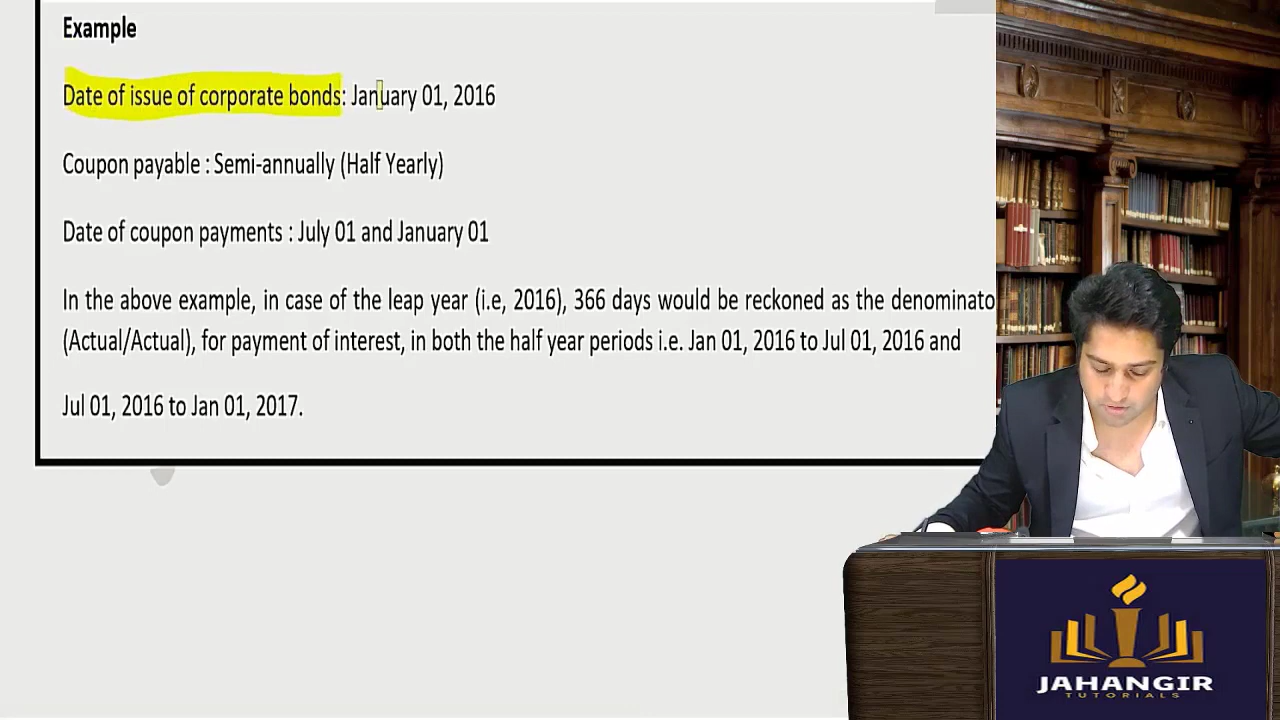 Example
Date of issue of corporate bonds: January 01, 2016
Coupon payable : Semi-annually (Half Yearly)
Date of coupon payments : July 01 and January 01
In the above example, in case of the leap year (i.e, 2016), 366 days would be reckoned as the denominato
(Actual/Actual), for payment of interest, in both the half year periods i.e. Jan 01, 2016 to Jul 01, 2016 and
Jul 01, 2016 to Jan 01, 2017.
JAHANGIR
TUTORIALS